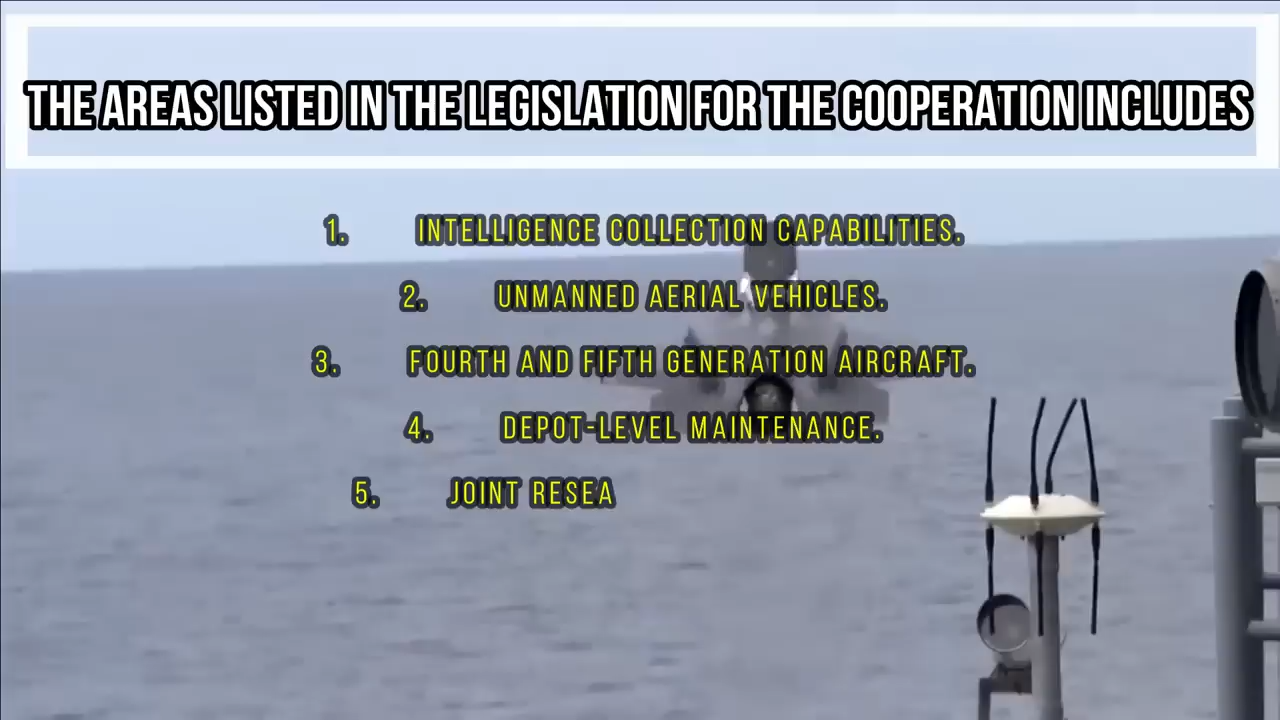 THE AREAS LISTED IN THE LEGISLATION FOR THE COOPERATION INCLUDES
1. INTELLIGENCE COLLECTION CAPABILITIES.
2. UNMANNED AERIAL VEHICLES.
3. FOURTH AND FIFTH GENERATION AIRCRAFT.
4. DEPOT-LEVEL MAINTENANCE.
5. JOINT RESEA